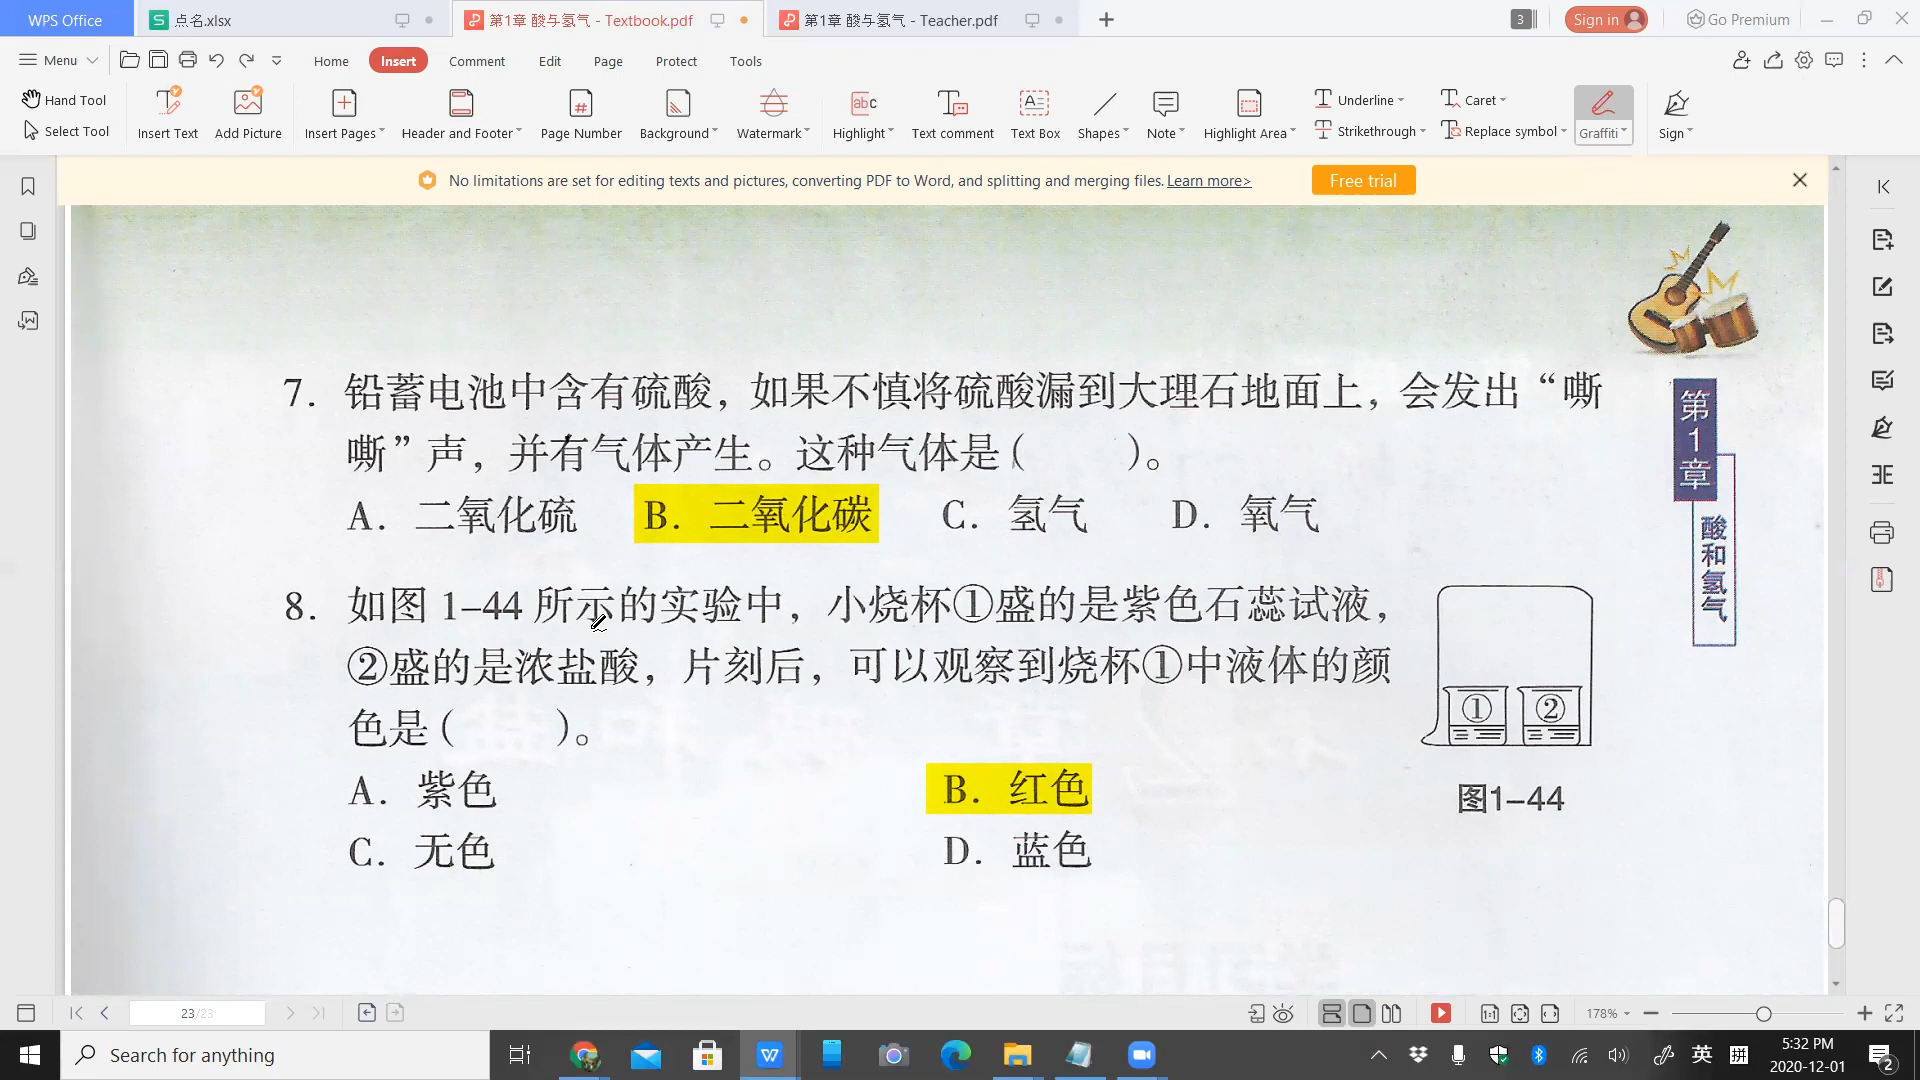 WPS Office
点名.xlsx
第1章 酸与氢气 - Textbook.pdf
第1章 酸与氢气 - Teacher.pdf
3
Sign in
Go Premium
Menu
Home
Insert
Comment
Edit
Page
Protect
Tools
Hand Tool
Select Tool
Insert Text
Add Picture
Insert Pages
Header and Footer
Page Number
Background
Watermark
Highlight
Text comment
Text Box
Shapes
Note
Highlight Area
Underline
Strikethrough
Caret
Replace symbol
Graffiti
Sign
No limitations are set for editing texts and pictures, converting PDF to Word, and splitting and merging files. Learn more>
Free trial
7. 铅蓄电池中含有硫酸，如果不慎将硫酸漏到大理石地面上，会发出“嘶
嘶”声，并有气体产生。这种气体是（ ）。
A. 二氧化硫 B. 二氧化碳 C. 氢气 D. 氧气
8. 如图 1-44 所示的实验中，小烧杯①盛的是紫色石蕊试液，
②盛的是浓盐酸，片刻后，可以观察到烧杯①中液体的颜
色是（ ）。
A. 紫色 B. 红色
C. 无色 D. 蓝色
① ②
图1-44
第1章
酸和氢气
23/23
178%
Search for anything
英
拼
5:32 PM
2020-12-01
2